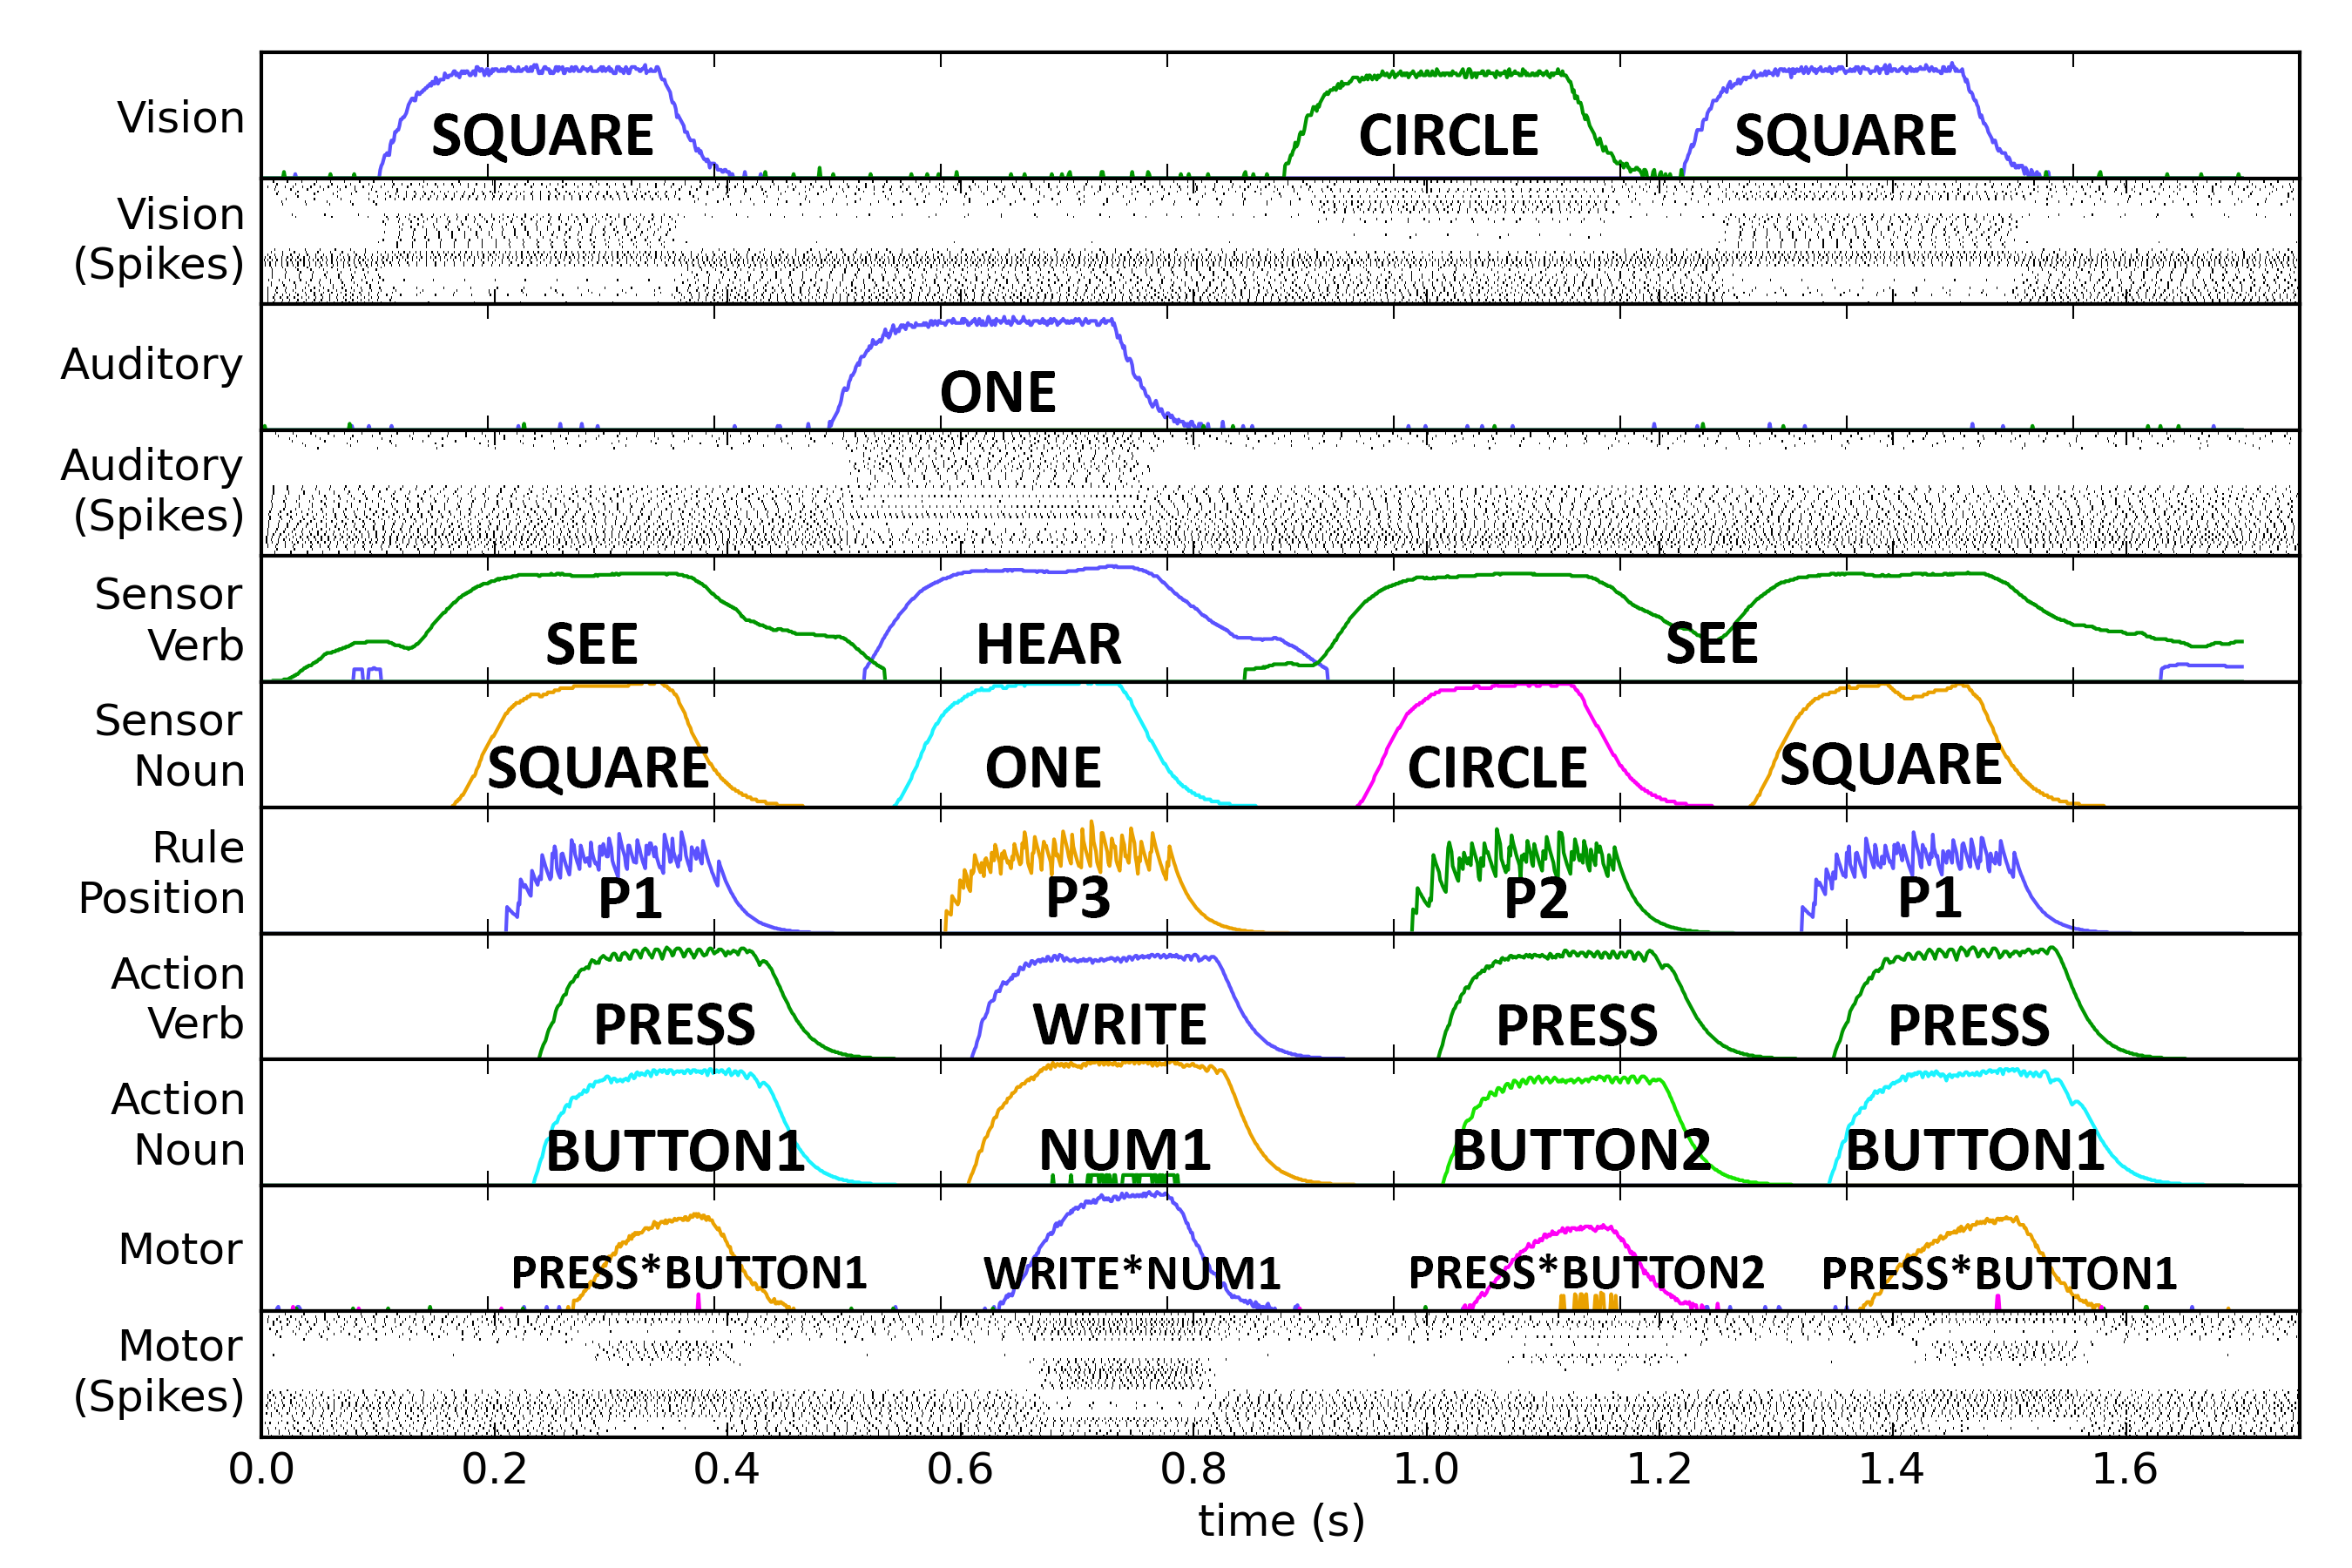 Vision
SQUARE CIRCLE SQUARE
Vision
(Spikes)
Auditory
ONE
Auditory
(Spikes)
Sensor
Verb
SEE HEAR SEE
Sensor
Noun
SQUARE ONE CIRCLE SQUARE
Rule
Position
P1 P3 P2 P1
Action
Verb
PRESS WRITE PRESS PRESS
Action
Noun
BUTTON1 NUM1 BUTTON2 BUTTON1
Motor
PRESS*BUTTON1 WRITE*NUM1 PRESS*BUTTON2 PRESS*BUTTON1
Motor
(Spikes)
0.0 0.2 0.4 0.6 0.8 1.0 1.2 1.4 1.6
time (s)